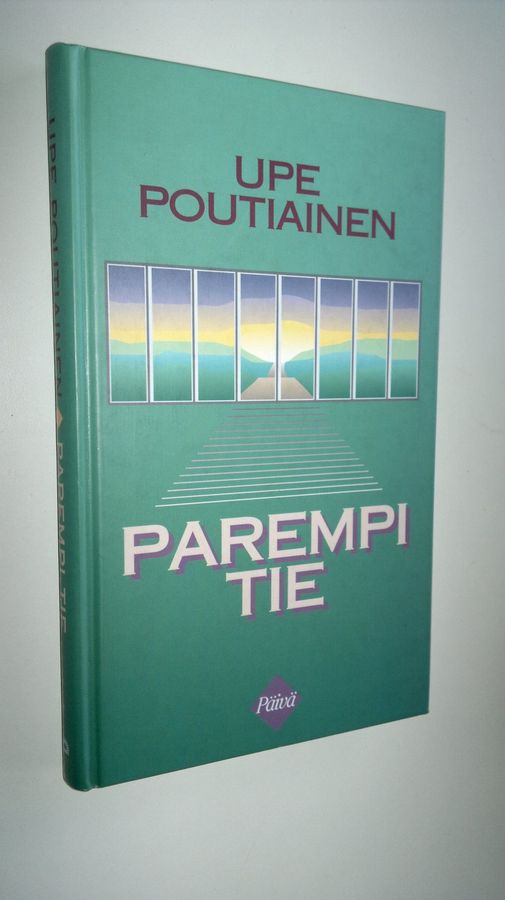 UPE
POUTIAINEN
PAREMPI
TIE
Päivä
UPE POUTIAINEN PAREMPI TIE